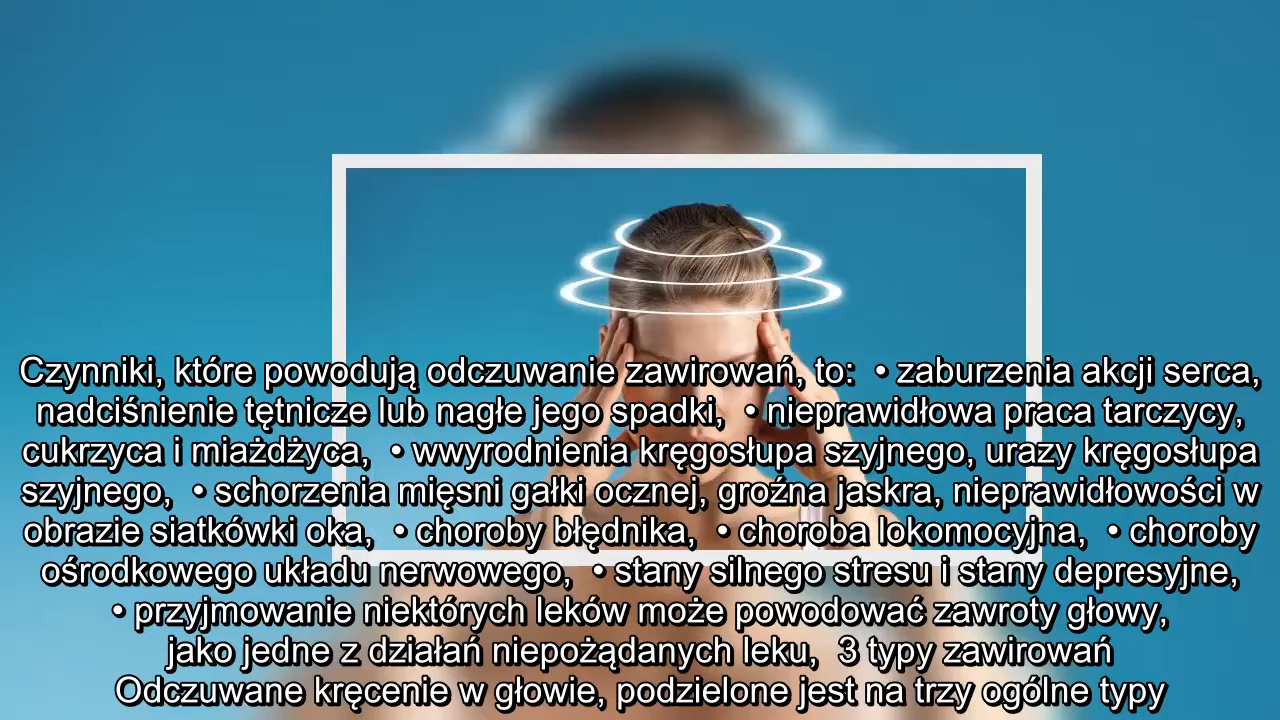 Czynniki, które powodują odczuwanie zawirowań, to:  • zaburzenia akcji serca,
nadciśnienie tętnicze lub nagłe jego spadki,  • nieprawidłowa praca tarczycy,
cukrzyca i miażdżyca,  • wwyrodnienia kręgosłupa szyjnego, urazy kręgosłupa
szyjnego,  • schorzenia mięsni gałki ocznej, groźna jaskra, nieprawidłowości w
obrazie siatkówki oka,  • choroby błędnika,  • choroba lokomocyjna,  • choroby
ośrodkowego układu nerwowego,  • stany silnego stresu i stany depresyjne,
• przyjmowanie niektórych leków może powodować zawroty głowy,
jako jedne z działań niepożądanych leku,  3 typy zawirowań
Odczuwane kręcenie w głowie, podzielone jest na trzy ogólne typy